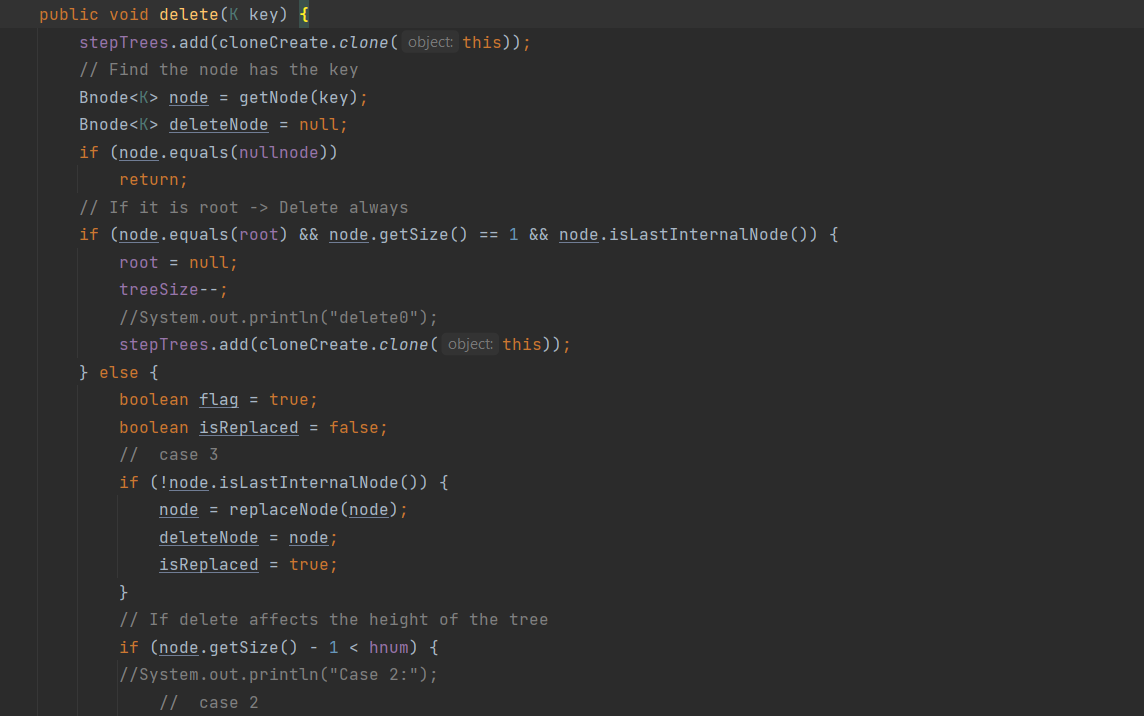 public void delete(K key) {
stepTrees.add(cloneCreate.clone( object: this));
// Find the node has the key
Bnode<K> node = getNode(key);
Bnode<K> deleteNode = null;
if (node.equals(nullnode))
return;
// If it is root -> Delete always
if (node.equals(root) && node.getSize() == 1 && node.isLastInternalNode()) {
root = null;
treeSize--;
//System.out.println("delete0");
stepTrees.add(cloneCreate.clone( object: this));
} else {
boolean flag = true;
boolean isReplaced = false;
//  case 3
if (!node.isLastInternalNode()) {
node = replaceNode(node);
deleteNode = node;
isReplaced = true;
}
// If delete affects the height of the tree
if (node.getSize() - 1 < hnum) {
//System.out.println("Case 2:");
//  case 2